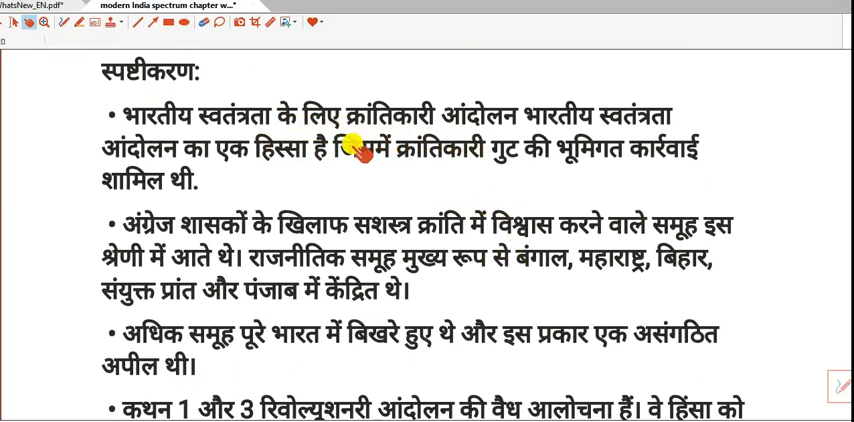 hatsNew_EN.pdf* modern India spectrum chapter w...*
स्पष्टीकरण:
• भारतीय स्वतंत्रता के लिए क्रांतिकारी आंदोलन भारतीय स्वतंत्रता
आंदोलन का एक हिस्सा है में क्रांतिकारी गुट की भूमिगत कार्रवाई
शामिल थी.
• अंग्रेज शासकों के खिलाफ सशस्त्र क्रांति में विश्वास करने वाले समूह इस
श्रेणी में आते थे। राजनीतिक समूह मुख्य रूप से बंगाल, महाराष्ट्र, बिहार,
संयुक्त प्रांत और पंजाब में केंद्रित थे।
• अधिक समूह पूरे भारत में बिखरे हुए थे और इस प्रकार एक असंगठित
अपील थी।
• कथन 1 और 3 रिवोल्यूशनरी आंदोलन की वैध आलोचना हैं। वे हिंसा को